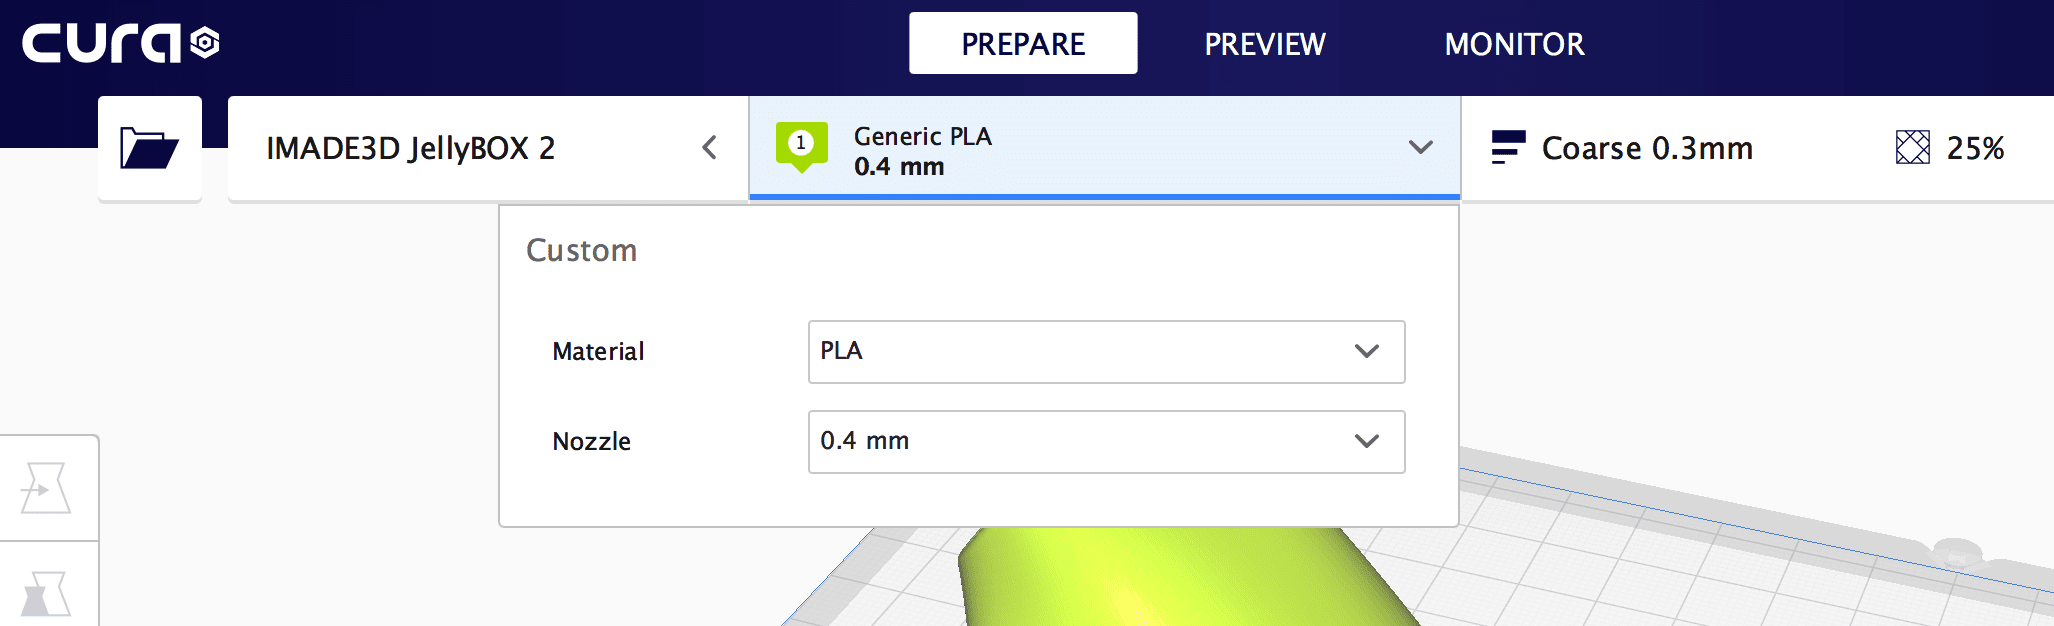 cura
PREPARE
PREVIEW
MONITOR
IMADE3D JellyBOX 2
1
Generic PLA
0.4 mm
Coarse 0.3mm
25%
Custom
Material
PLA
Nozzle
0.4 mm